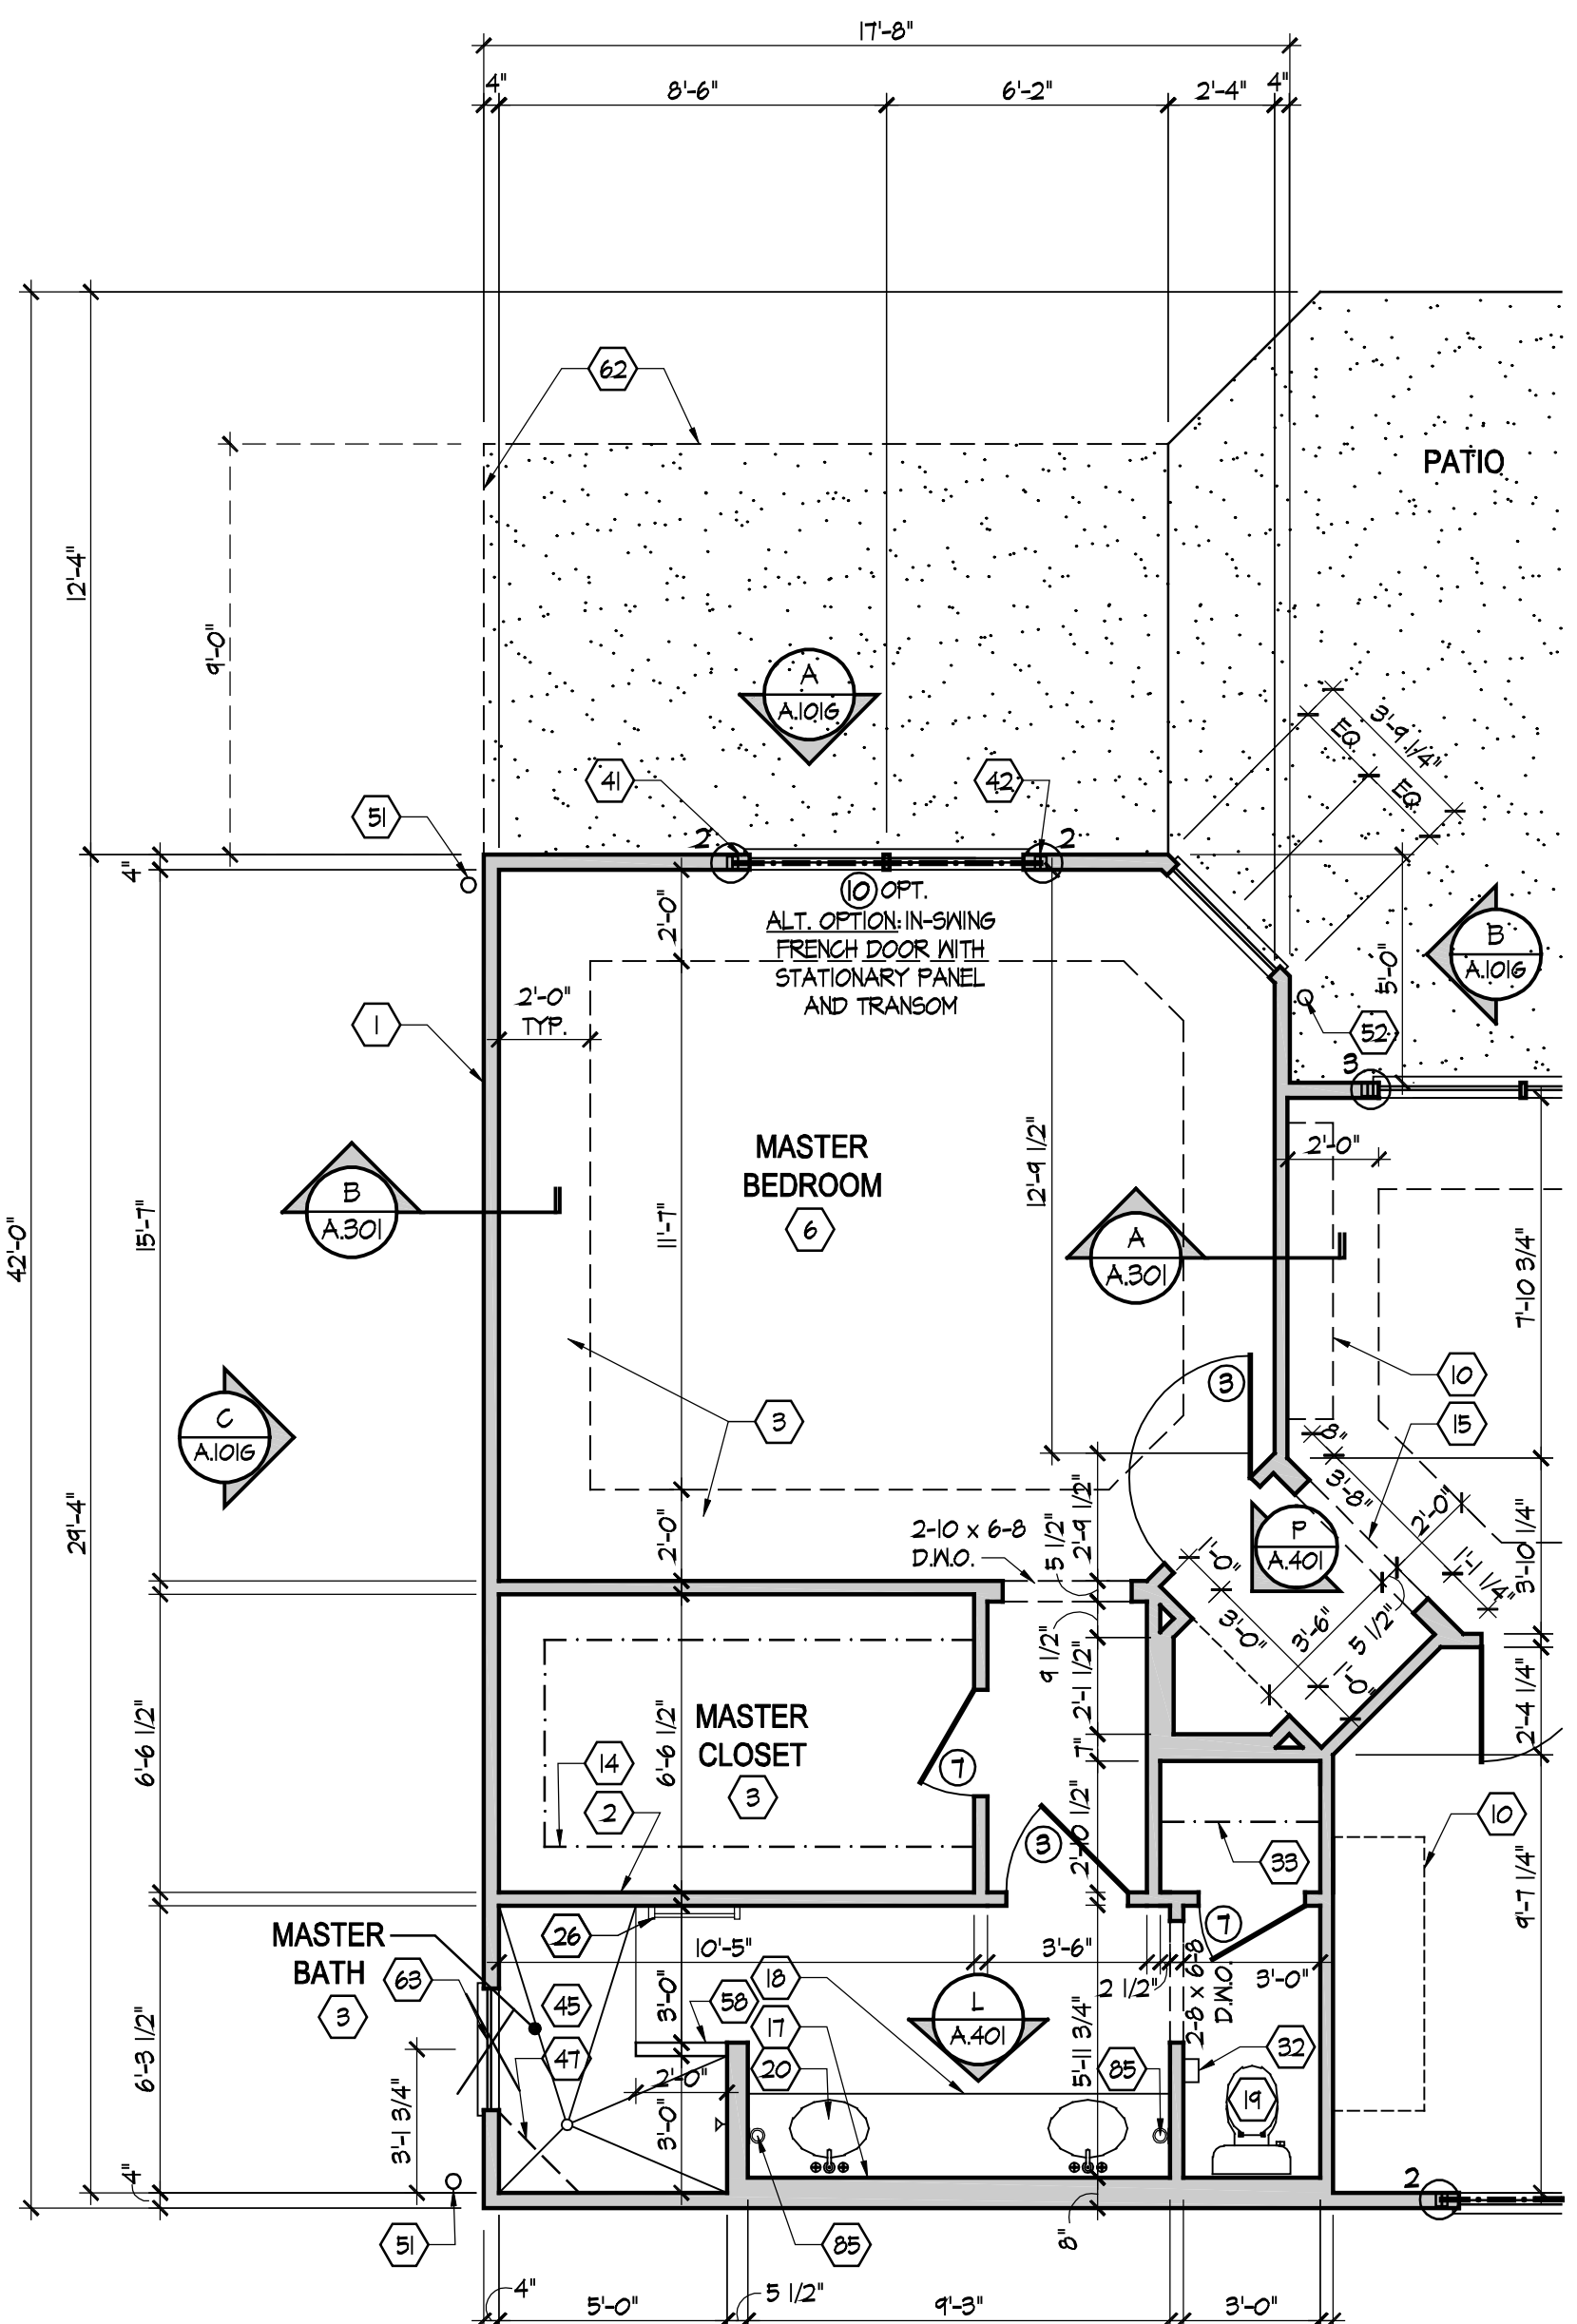 17'-8"
4"
8'-6"
6'-2"
2'-4"
4"
62
PATIO
12'-4"
9'-0"
A
A.101G
3'-9 1/4"
EQ.
EQ.
41
42
51
2
2
4"
10 OPT.
ALT. OPTION: IN-SWING
FRENCH DOOR WITH
STATIONARY PANEL
AND TRANSOM
2'-0"
B
A.101G
5'-0"
2'-0"
TYP.
1
52
3
MASTER
BEDROOM
6
12'-9 1/2"
2'-0"
B
A.301
A
A.301
42'-0"
15'-7"
11'-7"
7'-10 3/4"
3
10
15
C
A.101G
3
8"
3'-8"
2'-0"
29'-4"
2'-0"
2-10 x 6-8
D.W.O.
5 1/2"
2'-9 1/2"
P
A.401
1'-0"
1'-1 1/4"
3'-10 1/4"
3'-0"
3'-6"
5 1/2"
1'-0"
9 1/2"
2'-1 1/2"
2'-4 1/4"
6'-6 1/2"
6'-6 1/2"
MASTER
CLOSET
3
14
2
7
7"
2'-10 1/2"
3
33
10
9'-7 1/4"
MASTER
BATH
3
63
26
10'-5"
3'-6"
7
3'-0"
45
47
3'-0"
58
18
17
20
L
A.401
2 1/2"
2-8 x 6-8
D.W.O.
5'-11 3/4"
85
32
19
6'-3 1/2"
3'-1 3/4"
2'-0"
3'-0"
4"
51
85
8"
2
4"
5'-0"
5 1/2"
9'-3"
3'-0"